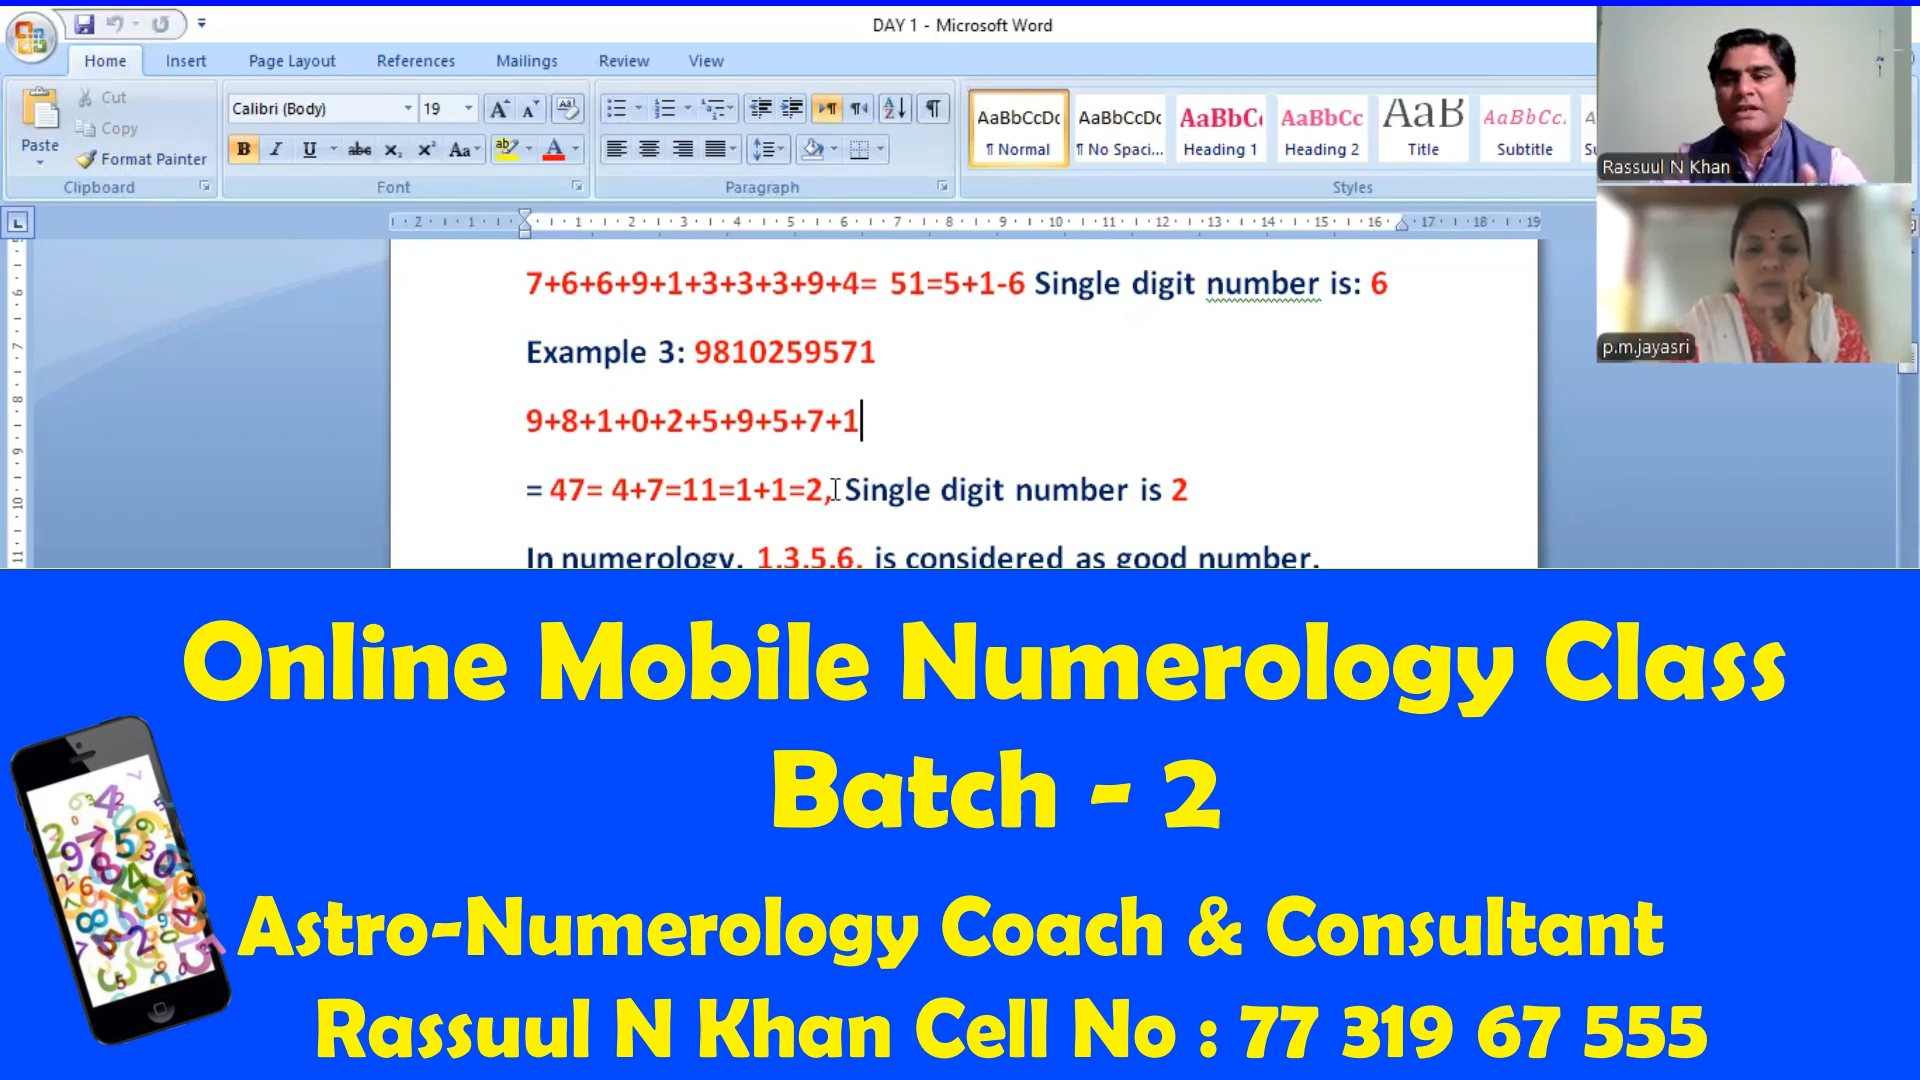 DAY 1 - Microsoft Word
Home Insert Page Layout References Mailings Review View
Cut
Copy
Format Painter
Paste
Clipboard
Calibri (Body) 19
Font
Paragraph
AaBbCcDc AaBbCcDc AaBbC AaBbCc AaB AaBbCc.
¶ Normal ¶ No Spaci... Heading 1 Heading 2 Title Subtitle
Styles
Rassuul N Khan
p.m.jayasri
7+6+6+9+1+3+3+3+9+4= 51=5+1-6 Single digit number is: 6
Example 3: 9810259571
9+8+1+0+2+5+9+5+7+1
= 47= 4+7=11=1+1=2, Single digit number is 2
In numerology, 1,3,5,6, is considered as good number.
Online Mobile Numerology Class
Batch - 2
Astro-Numerology Coach & Consultant
Rassuul N Khan Cell No : 77 319 67 555